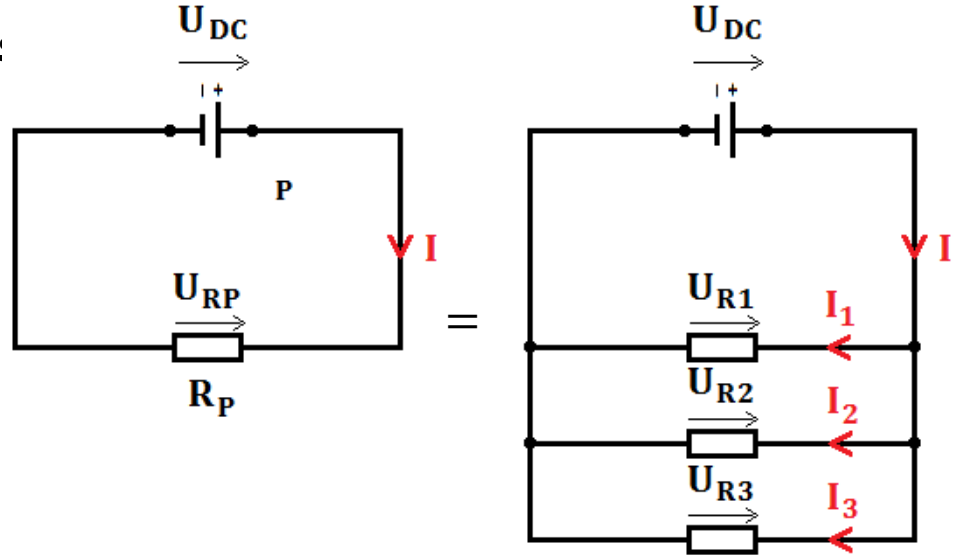 U_DC
- +
P
I
U_RP
R_P
=
U_DC
- +
I
U_R1
I_1
U_R2
I_2
U_R3
I_3